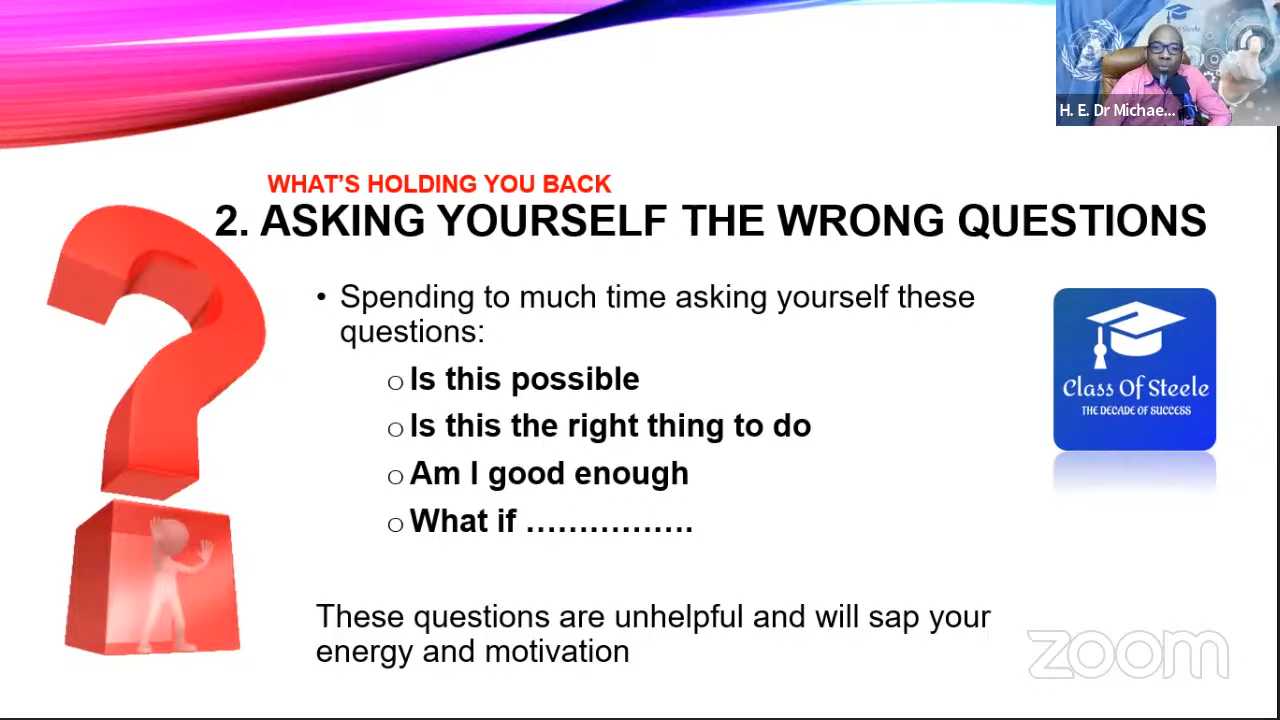 H. E. Dr Michae...
WHAT'S HOLDING YOU BACK
2. ASKING YOURSELF THE WRONG QUESTIONS
• Spending to much time asking yourself these
questions:
o Is this possible
o Is this the right thing to do
o Am I good enough
o What if …………….
Class Of Steele
THE DECADE OF SUCCESS
These questions are unhelpful and will sap your
energy and motivation
zoom